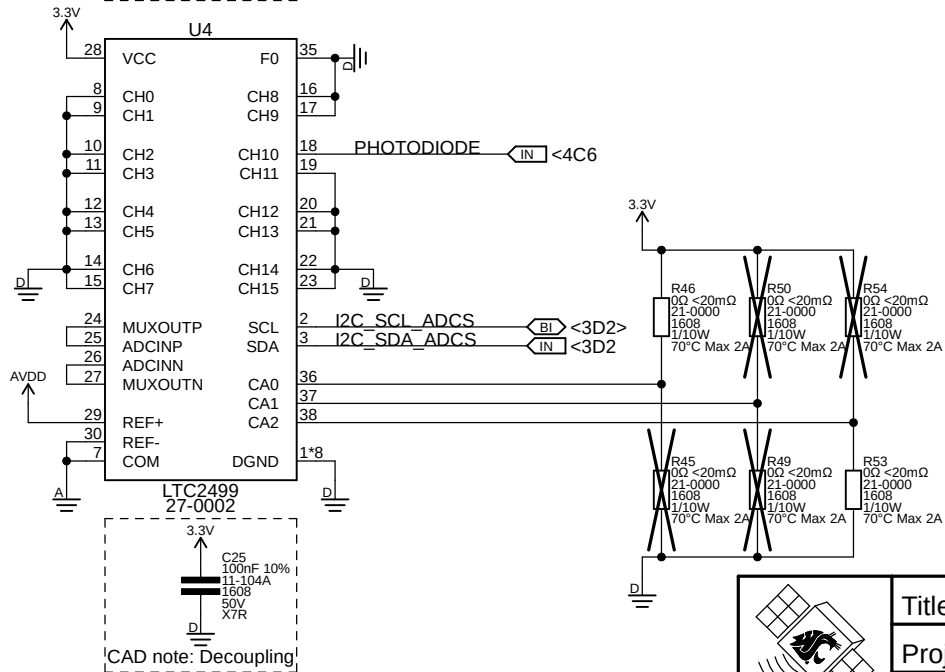 3.3V
U4
28 VCC F0 35 D
8 CH0 CH8 16
9 CH1 CH9 17
10 CH2 CH10 18 PHOTODIODE IN <4C6
11 CH3 CH11 19
12 CH4 CH12 20
13 CH5 CH13 21
14 CH6 CH14 22
15 CH7 CH15 23
D D
24 MUXOUTP SCL 2 I2C_SCL_ADCS BI <3D2>
25 ADCINP SDA 3 I2C_SDA_ADCS IN <3D2
26 ADCINN
27 MUXOUTN CA0 36
CA1 37
AVDD
29 REF+ CA2 38
30 REF-
7 COM DGND 1*8
A D
LTC2499
27-0002
3.3V
C25
100nF 10%
11-104A
1608
50V
X7R
D
CAD note: Decoupling
3.3V
R46
0Ω <20mΩ
21-0000
1608
1/10W
70°C Max 2A
R50
0Ω <20mΩ
21-0000
1608
1/10W
70°C Max 2A
R54
0Ω <20mΩ
21-0000
1608
1/10W
70°C Max 2A
R45
0Ω <20mΩ
21-0000
1608
1/10W
70°C Max 2A
R49
0Ω <20mΩ
21-0000
1608
1/10W
70°C Max 2A
R53
0Ω <20mΩ
21-0000
1608
1/10W
70°C Max 2A
D
Title